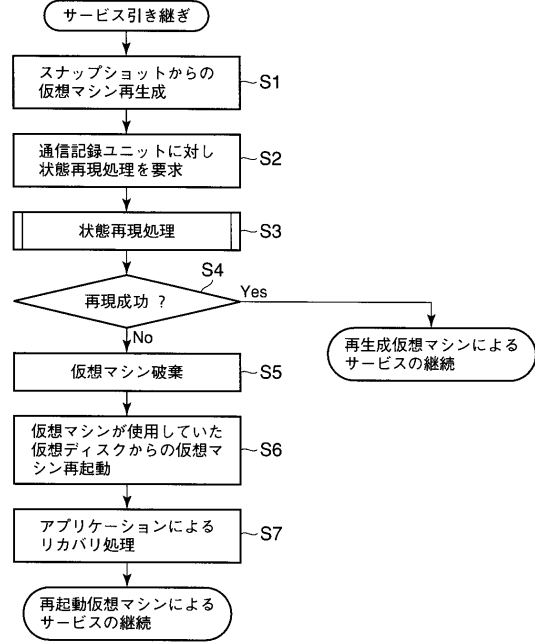 サービス引き継ぎ
スナップショットからの
仮想マシン再生成
S1
通信記録ユニットに対し
状態再現処理を要求
S2
状態再現処理
S3
S4
再現成功 ?
Yes
No
再生成仮想マシンによる
サービスの継続
仮想マシン破棄
S5
仮想マシンが使用していた
仮想ディスクからの仮想マ
シン再起動
S6
アプリケーションによる
リカバリ処理
S7
再起動仮想マシンによる
サービスの継続